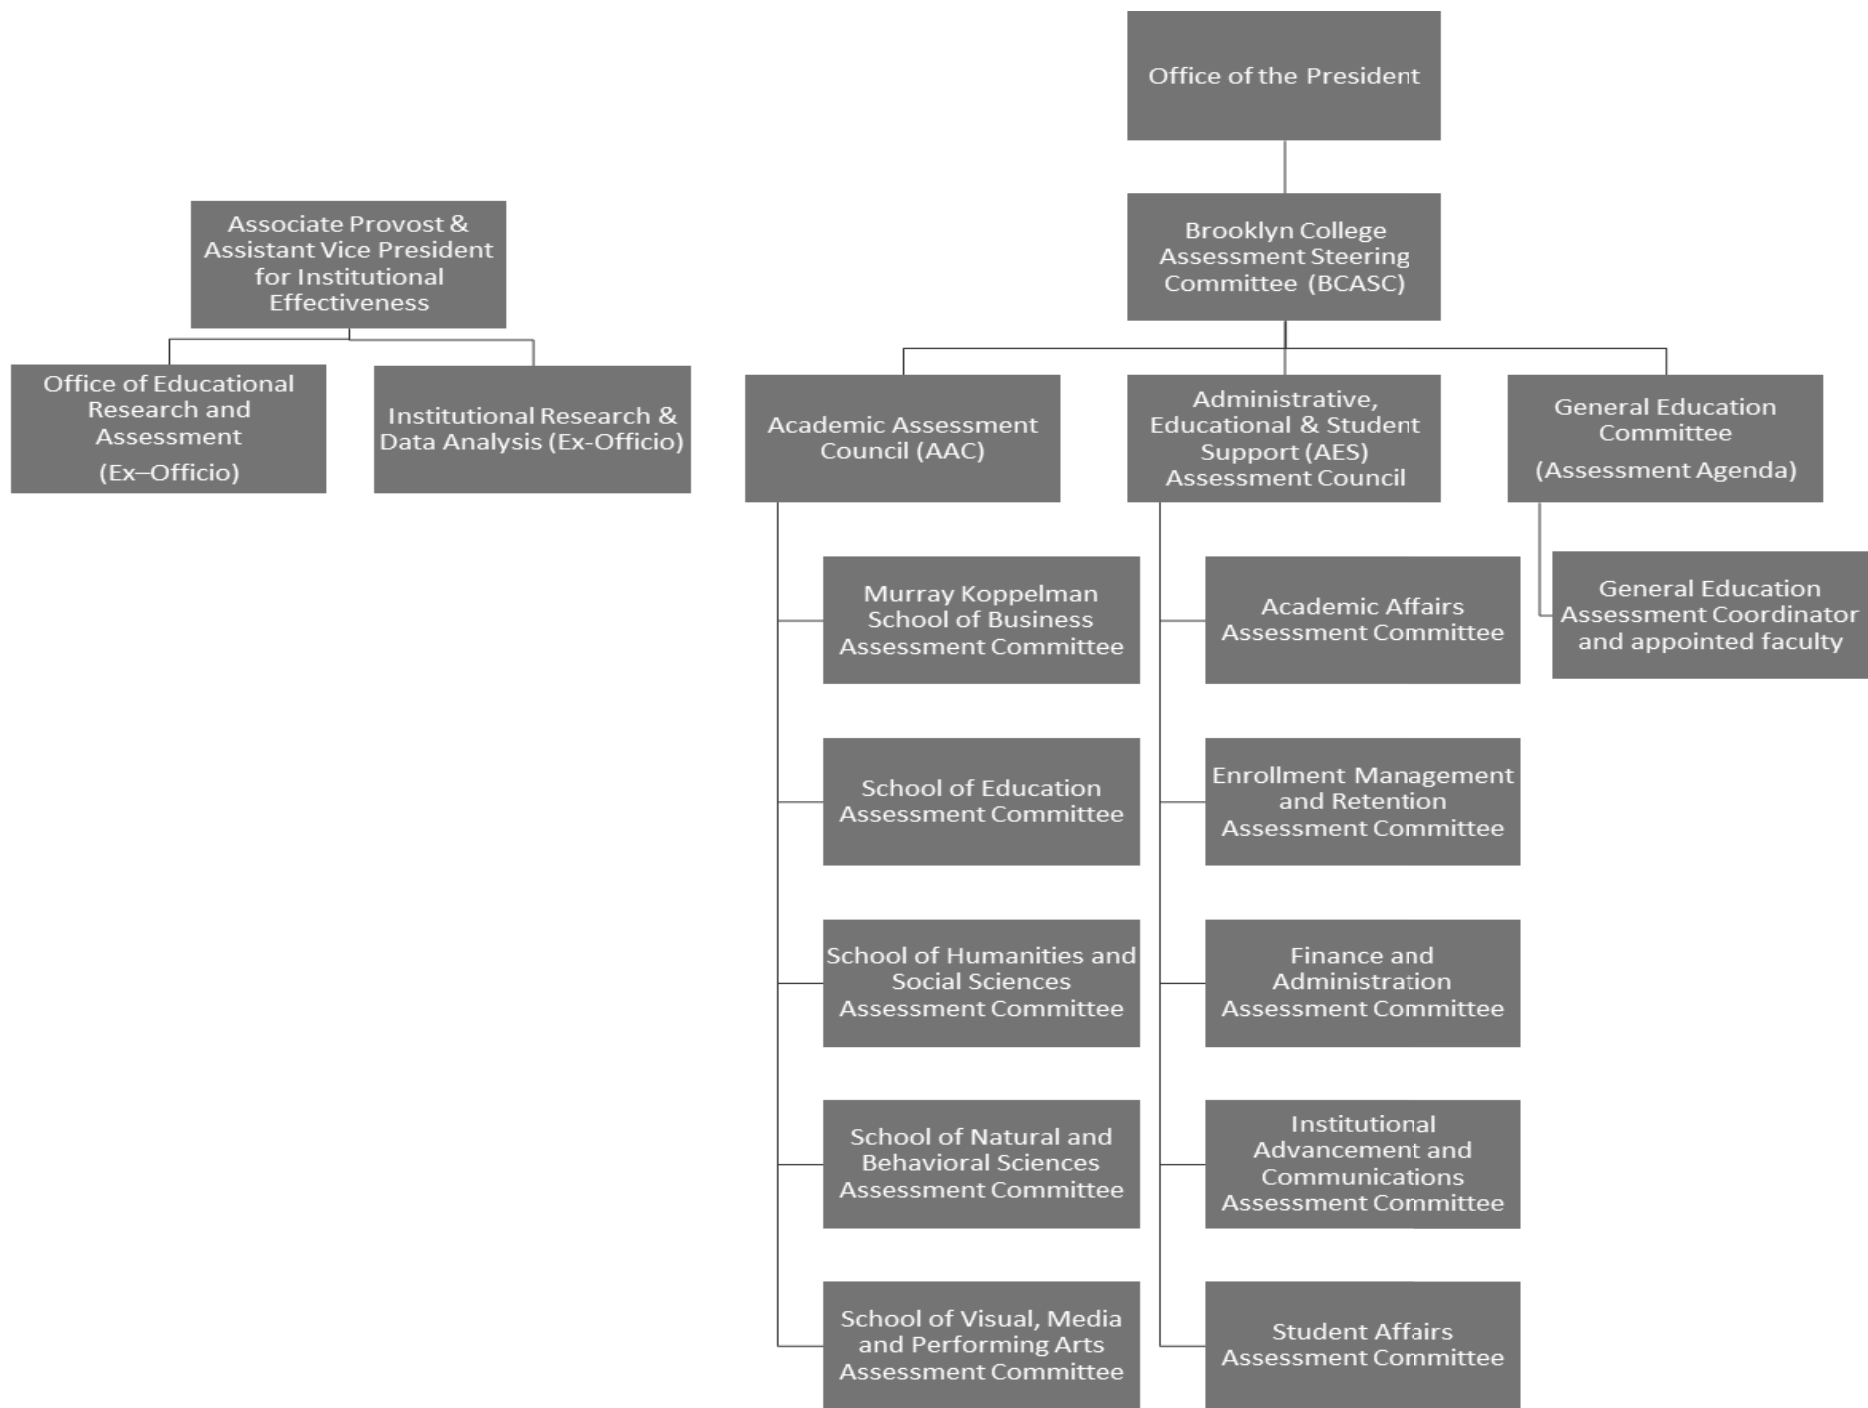 Office of the President
Associate Provost &
Assistant Vice President
for Institutional
Effectiveness
Brooklyn College
Assessment Steering
Committee (BCASC)
Office of Educational
Research and
Assessment
(Ex–Officio)
Institutional Research &
Data Analysis (Ex-Officio)
Academic Assessment
Council (AAC)
Administrative,
Educational & Student
Support (AES)
Assessment Council
General Education
Committee
(Assessment Agenda)
Murray Koppelman
School of Business
Assessment Committee
Academic Affairs
Assessment Committee
General Education
Assessment Coordinator
and appointed faculty
School of Education
Assessment Committee
Enrollment Management
and Retention
Assessment Committee
School of Humanities and
Social Sciences
Assessment Committee
Finance and
Administration
Assessment Committee
School of Natural and
Behavioral Sciences
Assessment Committee
Institutional
Advancement and
Communications
Assessment Committee
School of Visual, Media
and Performing Arts
Assessment Committee
Student Affairs
Assessment Committee